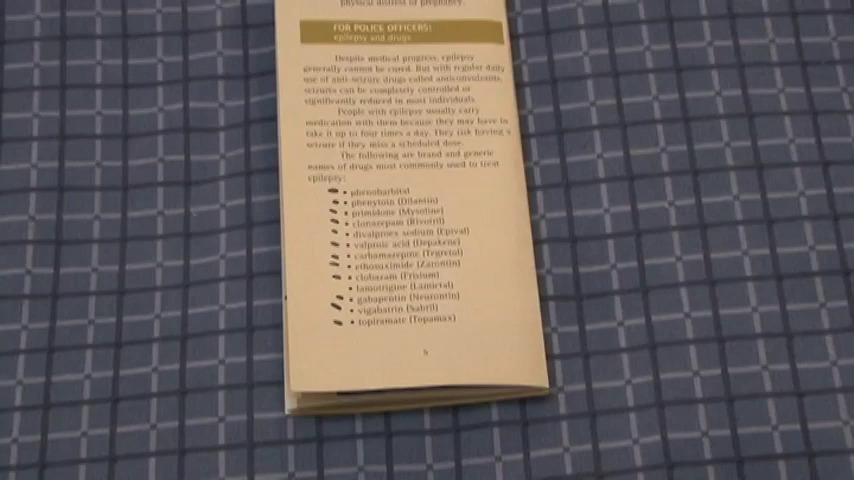 physical distress or pregnancy.
FOR POLICE OFFICERS:
epilepsy and drugs
Despite medical progress, epilepsy
generally cannot be cured. But with regular daily
use of anti-seizure drugs called anticonvulsants,
seizures can be completely controlled or
significantly reduced in most individuals.
People with epilepsy usually carry
medication with them because they may have to
take it up to four times a day. They risk having a
seizure if they miss a scheduled dose.
The following are brand and generic
names of drugs most commonly used to treat
epilepsy:
• phenobarbital
• phenytoin (Dilantin)
• primidone (Mysoline)
• clonazepam (Rivotril)
• divalproex sodium (Epival)
• valproic acid (Depakene)
• carbamazepine (Tegretol)
• ethosuximide (Zarontin)
• clobazam (Frisium)
• lamotrigine (Lamictal)
• gabapentin (Neurontin)
• vigabatrin (Sabril)
• topiramate (Topamax)